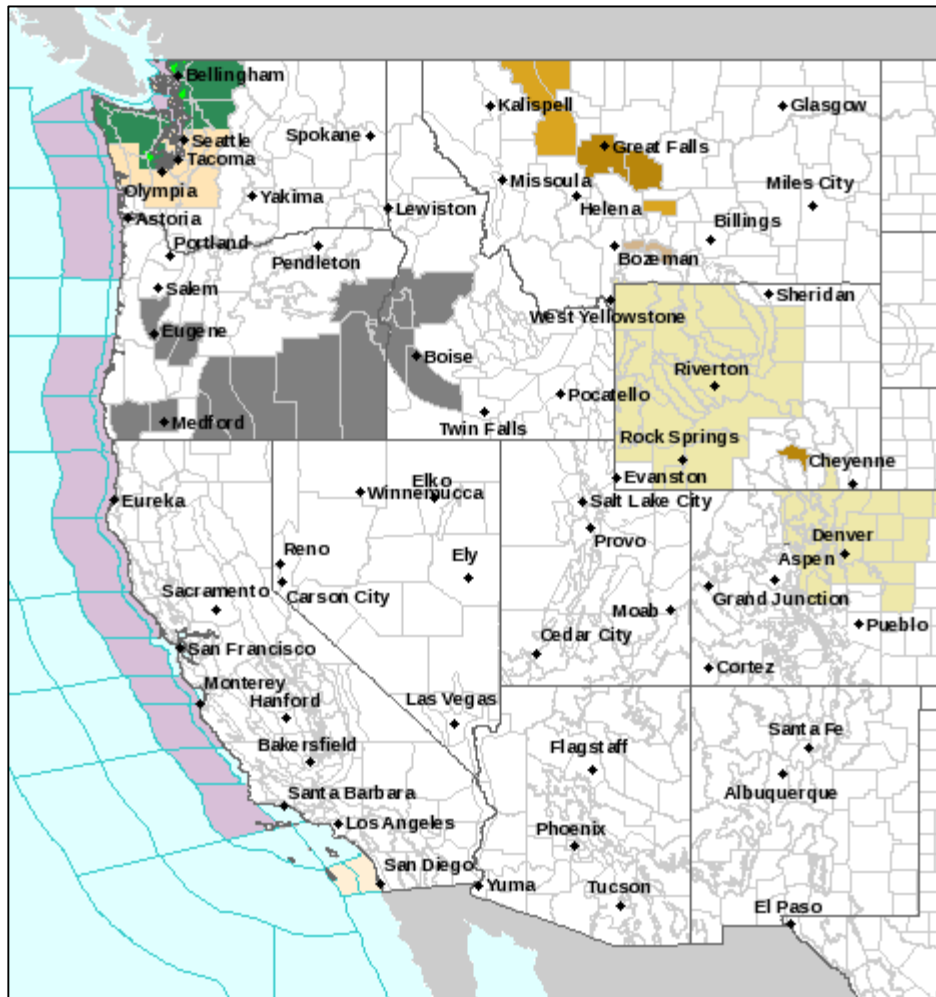 Bellingham
Kalispell
Glasgow
Spokane
Seattle
Great Falls
Tacoma
Olympia
Missoula
Miles City
Yakima
Lewiston
Helena
Astoria
Billings
Portland
Pendleton
Bozeman
Salem
West Yellowstone
Sheridan
Eugene
Boise
Riverton
Pocatello
Medford
Twin Falls
Rock Springs
Cheyenne
Elko
Evanston
Winnemucca
Eureka
Salt Lake City
Provo
Denver
Reno
Ely
Aspen
Sacramento
Carson City
Grand Junction
Moab
Pueblo
Cedar City
San Francisco
Cortez
Monterey
Hanford
Las Vegas
Santa Fe
Bakersfield
Flagstaff
Albuquerque
Santa Barbara
Los Angeles
Phoenix
San Diego
Yuma
Tucson
El Paso